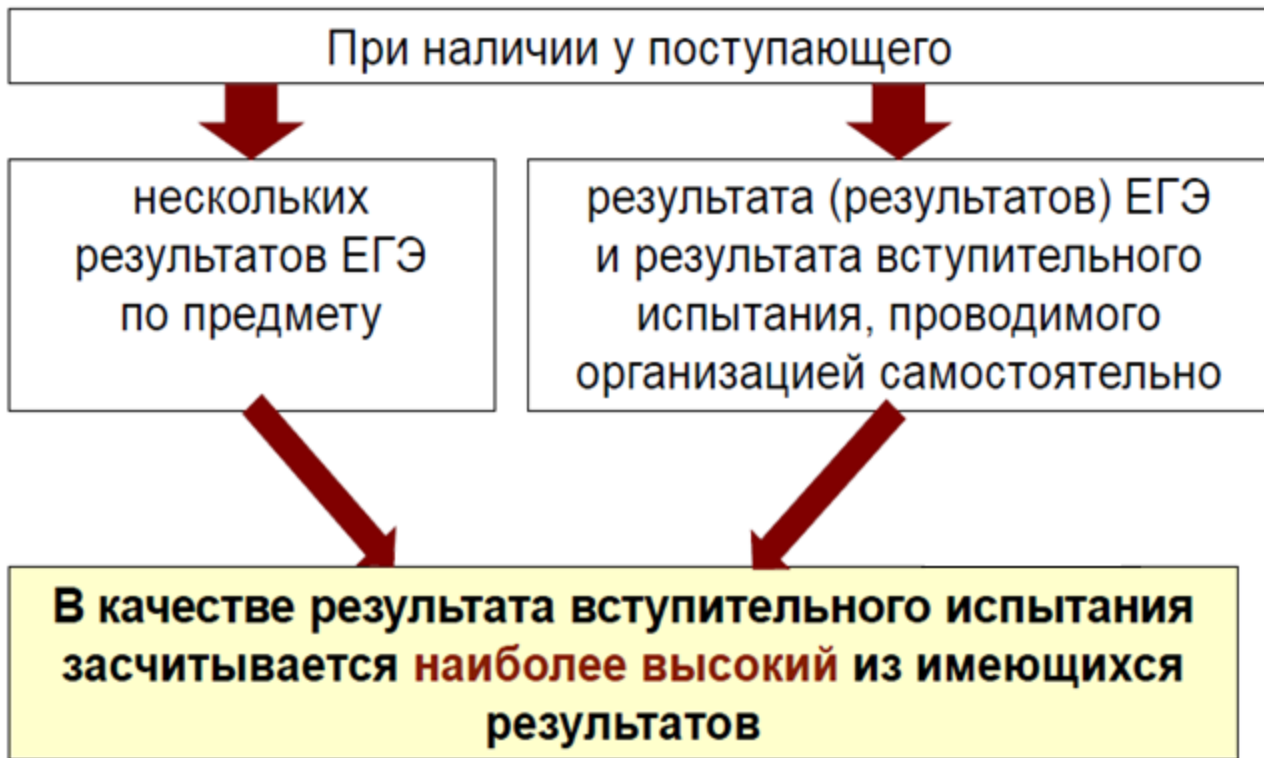 При наличии у поступающего
нескольких
результатов ЕГЭ
по предмету
результата (результатов) ЕГЭ
и результата вступительного
испытания, проводимого
организацией самостоятельно
В качестве результата вступительного испытания
засчитывается наиболее высокий из имеющихся
результатов